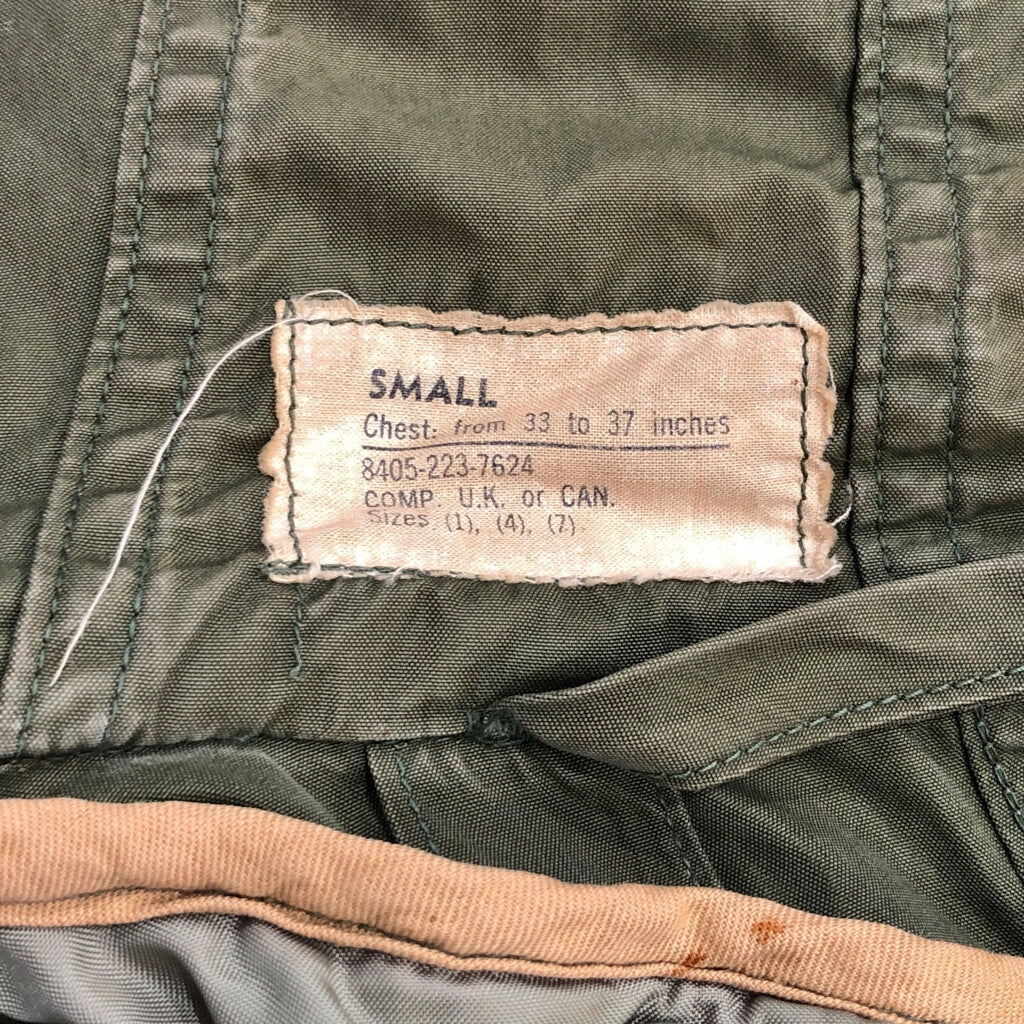 SMALL
Chest: from 33 to 37 inches
8405-223-7624
COMP. U.K. or CAN.
Sizes (1), (4), (7)